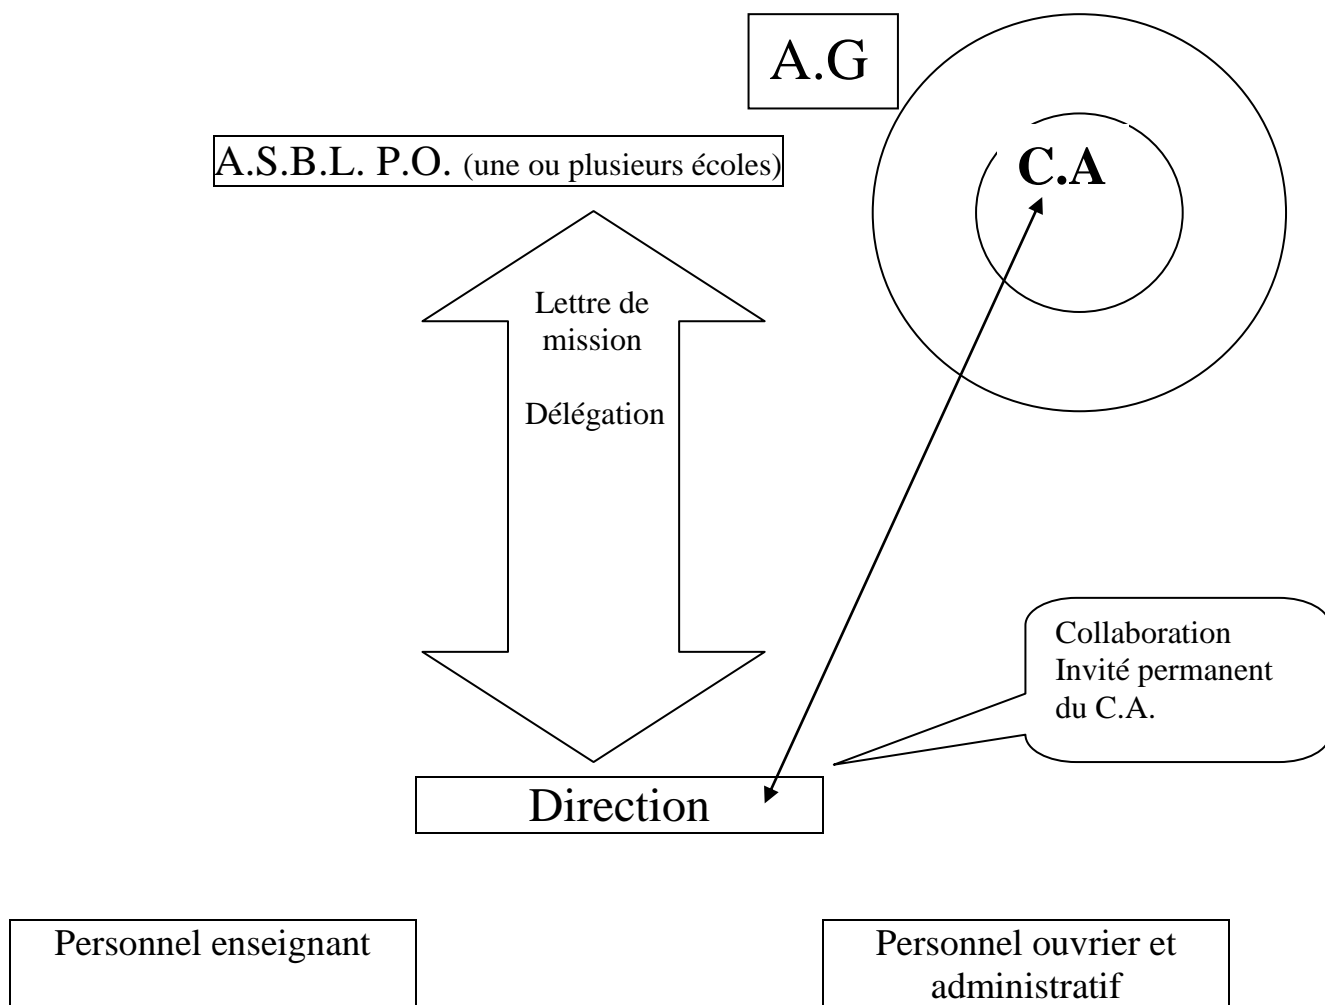 A.G
A.S.B.L. P.O. (une ou plusieurs écoles)
C.A
Lettre de
mission
Délégation
Collaboration
Invité permanent
du C.A.
Direction
Personnel enseignant
Personnel ouvrier et
administratif